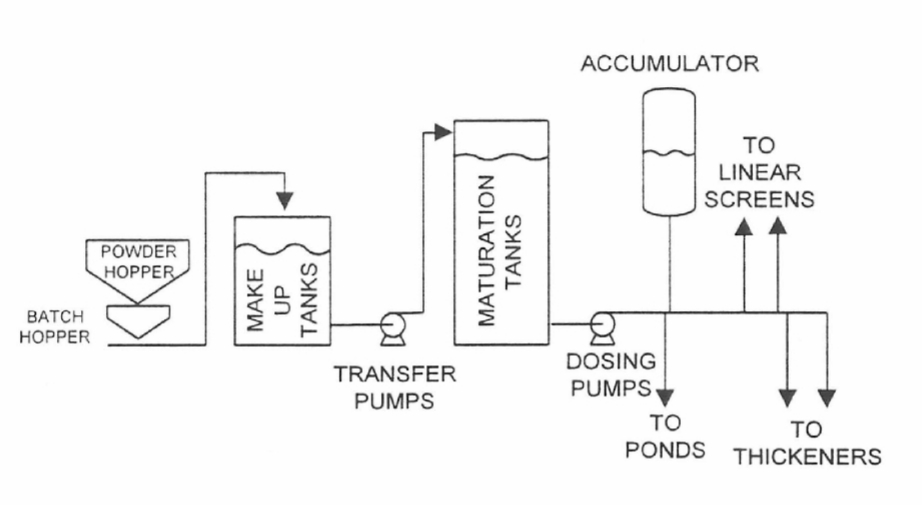 ACCUMULATOR
TO
LINEAR
SCREENS
POWDER
HOPPER
BATCH
HOPPER
MAKE
UP
TANKS
TRANSFER
PUMPS
MATURATION
TANKS
DOSING
PUMPS
TO
PONDS
TO
THICKENERS